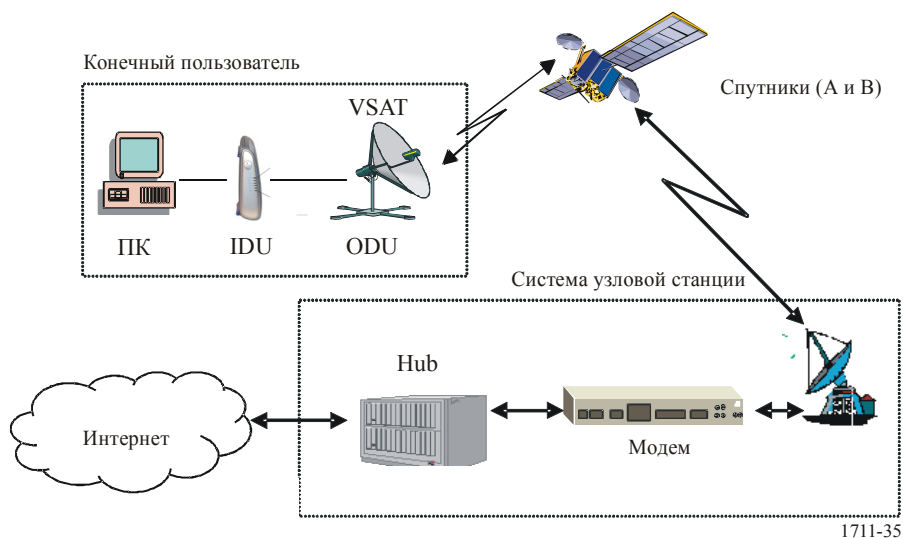 Конечный пользователь
Спутники (A и B)
VSAT
ПК
IDU
ODU
Система узловой станции
Hub
Модем
Интернет
1711-35